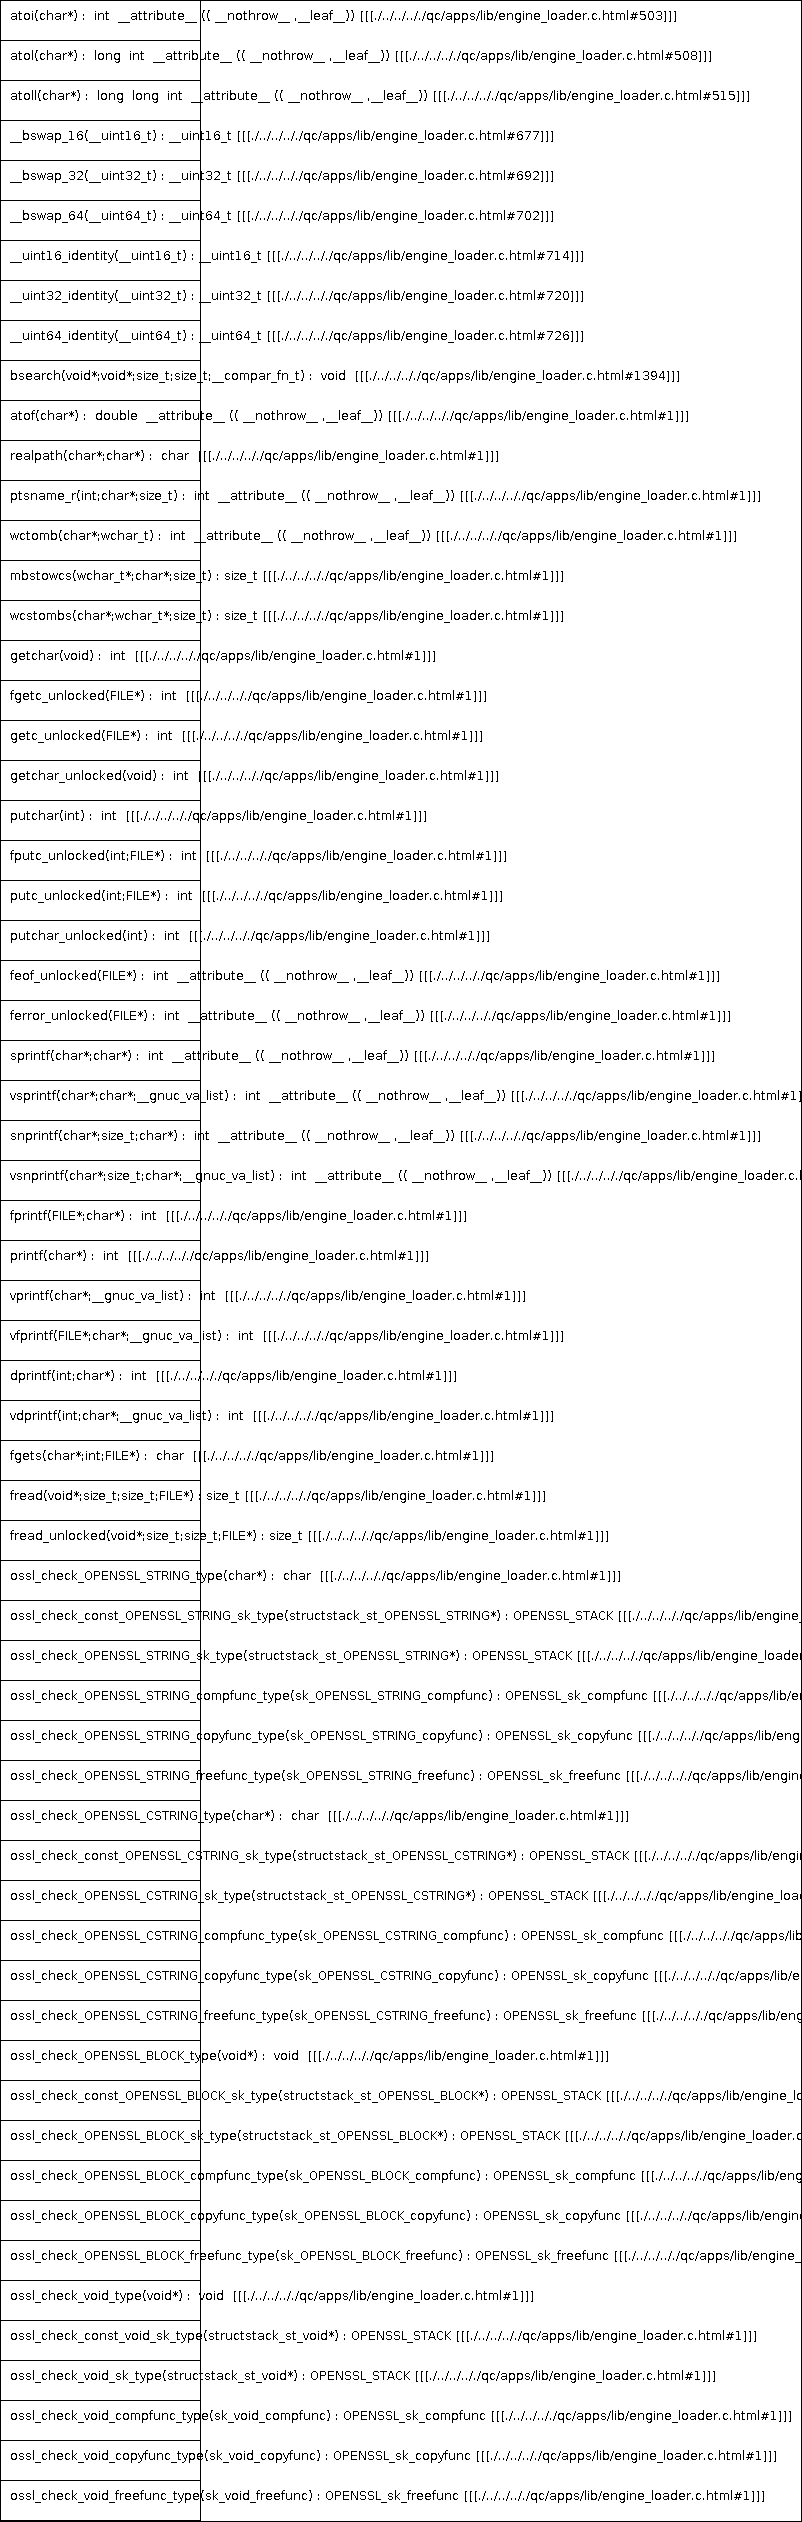 atoi(char*) :  int  __attribute__ (( __nothrow__ ,__leaf__)) [[[./../../../qc/apps/lib/engine_loader.c.html#503]]]
atol(char*) :  long  int  __attribute__ (( __nothrow__ ,__leaf__)) [[[./../../../qc/apps/lib/engine_loader.c.html#508]]]
atoll(char*) :  long  long  int  __attribute__ (( __nothrow__ ,__leaf__)) [[[./../../../qc/apps/lib/engine_loader.c.html#515]]]
__bswap_16(__uint16_t) : __uint16_t [[[./../../../qc/apps/lib/engine_loader.c.html#677]]]
__bswap_32(__uint32_t) : __uint32_t [[[./../../../qc/apps/lib/engine_loader.c.html#692]]]
__bswap_64(__uint64_t) : __uint64_t [[[./../../../qc/apps/lib/engine_loader.c.html#702]]]
__uint16_identity(__uint16_t) : __uint16_t [[[./../../../qc/apps/lib/engine_loader.c.html#714]]]
__uint32_identity(__uint32_t) : __uint32_t [[[./../../../qc/apps/lib/engine_loader.c.html#720]]]
__uint64_identity(__uint64_t) : __uint64_t [[[./../../../qc/apps/lib/engine_loader.c.html#726]]]
bsearch(void*;void*;size_t;size_t;__compar_fn_t) :  void  [[[./../../../qc/apps/lib/engine_loader.c.html#1394]]]
atof(char*) :  double  __attribute__ (( __nothrow__ ,__leaf__)) [[[./../../../qc/apps/lib/engine_loader.c.html#1]]]
realpath(char*;char*) :  char  [[[./../../../qc/apps/lib/engine_loader.c.html#1]]]
ptsname_r(int;char*;size_t) :  int  __attribute__ (( __nothrow__ ,__leaf__)) [[[./../../../qc/apps/lib/engine_loader.c.html#1]]]
wctomb(char*;wchar_t) :  int  __attribute__ (( __nothrow__ ,__leaf__)) [[[./../../../qc/apps/lib/engine_loader.c.html#1]]]
mbstowcs(wchar_t*;char*;size_t) : size_t [[[./../../../qc/apps/lib/engine_loader.c.html#1]]]
wcstombs(char*;wchar_t*;size_t) : size_t [[[./../../../qc/apps/lib/engine_loader.c.html#1]]]
getchar(void) :  int  [[[./../../../qc/apps/lib/engine_loader.c.html#1]]]
fgetc_unlocked(FILE*) :  int  [[[./../../../qc/apps/lib/engine_loader.c.html#1]]]
getc_unlocked(FILE*) :  int  [[[./../../../qc/apps/lib/engine_loader.c.html#1]]]
getchar_unlocked(void) :  int  [[[./../../../qc/apps/lib/engine_loader.c.html#1]]]
putchar(int) :  int  [[[./../../../qc/apps/lib/engine_loader.c.html#1]]]
fputc_unlocked(int;FILE*) :  int  [[[./../../../qc/apps/lib/engine_loader.c.html#1]]]
putc_unlocked(int;FILE*) :  int  [[[./../../../qc/apps/lib/engine_loader.c.html#1]]]
putchar_unlocked(int) :  int  [[[./../../../qc/apps/lib/engine_loader.c.html#1]]]
feof_unlocked(FILE*) :  int  __attribute__ (( __nothrow__ ,__leaf__)) [[[./../../../qc/apps/lib/engine_loader.c.html#1]]]
ferror_unlocked(FILE*) :  int  __attribute__ (( __nothrow__ ,__leaf__)) [[[./../../../qc/apps/lib/engine_loader.c.html#1]]]
sprintf(char*;char*) :  int  __attribute__ (( __nothrow__ ,__leaf__)) [[[./../../../qc/apps/lib/engine_loader.c.html#1]]]
vsprintf(char*;char*;__gnuc_va_list) :  int  __attribute__ (( __nothrow__ ,__leaf__)) [[[./../../../qc/apps/lib/engine_loader.c.html#1]
snprintf(char*;size_t;char*) :  int  __attribute__ (( __nothrow__ ,__leaf__)) [[[./../../../qc/apps/lib/engine_loader.c.html#1]]]
vsnprintf(char*;size_t;char*;__gnuc_va_list) :  int  __attribute__ (( __nothrow__ ,__leaf__)) [[[./../../../qc/apps/lib/engine_loader.c.
fprintf(FILE*;char*) :  int  [[[./../../../qc/apps/lib/engine_loader.c.html#1]]]
printf(char*) :  int  [[[./../../../qc/apps/lib/engine_loader.c.html#1]]]
vprintf(char*;__gnuc_va_list) :  int  [[[./../../../qc/apps/lib/engine_loader.c.html#1]]]
vfprintf(FILE*;char*;__gnuc_va_list) :  int  [[[./../../../qc/apps/lib/engine_loader.c.html#1]]]
dprintf(int;char*) :  int  [[[./../../../qc/apps/lib/engine_loader.c.html#1]]]
vdprintf(int;char*;__gnuc_va_list) :  int  [[[./../../../qc/apps/lib/engine_loader.c.html#1]]]
fgets(char*;int;FILE*) :  char  [[[./../../../qc/apps/lib/engine_loader.c.html#1]]]
fread(void*;size_t;size_t;FILE*) : size_t [[[./../../../qc/apps/lib/engine_loader.c.html#1]]]
fread_unlocked(void*;size_t;size_t;FILE*) : size_t [[[./../../../qc/apps/lib/engine_loader.c.html#1]]]
ossl_check_OPENSSL_STRING_type(char*) :  char  [[[./../../../qc/apps/lib/engine_loader.c.html#1]]]
ossl_check_const_OPENSSL_STRING_sk_type(structstack_st_OPENSSL_STRING*) : OPENSSL_STACK [[[./../../../qc/apps/lib/engine_
ossl_check_OPENSSL_STRING_sk_type(structstack_st_OPENSSL_STRING*) : OPENSSL_STACK [[[./../../../qc/apps/lib/engine_loader
ossl_check_OPENSSL_STRING_compfunc_type(sk_OPENSSL_STRING_compfunc) : OPENSSL_sk_compfunc [[[./../../../qc/apps/lib/e
ossl_check_OPENSSL_STRING_copyfunc_type(sk_OPENSSL_STRING_copyfunc) : OPENSSL_sk_copyfunc [[[./../../../qc/apps/lib/eng
ossl_check_OPENSSL_STRING_freefunc_type(sk_OPENSSL_STRING_freefunc) : OPENSSL_sk_freefunc [[[./../../../qc/apps/lib/engine
ossl_check_OPENSSL_CSTRING_type(char*) :  char  [[[./../../../qc/apps/lib/engine_loader.c.html#1]]]
ossl_check_const_OPENSSL_CSTRING_sk_type(structstack_st_OPENSSL_CSTRING*) : OPENSSL_STACK [[[./../../../qc/apps/lib/engi
ossl_check_OPENSSL_CSTRING_sk_type(structstack_st_OPENSSL_CSTRING*) : OPENSSL_STACK [[[./../../../qc/apps/lib/engine_loa
ossl_check_OPENSSL_CSTRING_compfunc_type(sk_OPENSSL_CSTRING_compfunc) : OPENSSL_sk_compfunc [[[./../../../qc/apps/lib
ossl_check_OPENSSL_CSTRING_copyfunc_type(sk_OPENSSL_CSTRING_copyfunc) : OPENSSL_sk_copyfunc [[[./../../../qc/apps/lib/e
ossl_check_OPENSSL_CSTRING_freefunc_type(sk_OPENSSL_CSTRING_freefunc) : OPENSSL_sk_freefunc [[[./../../../qc/apps/lib/eng
ossl_check_OPENSSL_BLOCK_type(void*) :  void  [[[./../../../qc/apps/lib/engine_loader.c.html#1]]]
ossl_check_const_OPENSSL_BLOCK_sk_type(structstack_st_OPENSSL_BLOCK*) : OPENSSL_STACK [[[./../../../qc/apps/lib/engine_lo
ossl_check_OPENSSL_BLOCK_sk_type(structstack_st_OPENSSL_BLOCK*) : OPENSSL_STACK [[[./../../../qc/apps/lib/engine_loader.c
ossl_check_OPENSSL_BLOCK_compfunc_type(sk_OPENSSL_BLOCK_compfunc) : OPENSSL_sk_compfunc [[[./../../../qc/apps/lib/eng
ossl_check_OPENSSL_BLOCK_copyfunc_type(sk_OPENSSL_BLOCK_copyfunc) : OPENSSL_sk_copyfunc [[[./../../../qc/apps/lib/engine
ossl_check_OPENSSL_BLOCK_freefunc_type(sk_OPENSSL_BLOCK_freefunc) : OPENSSL_sk_freefunc [[[./../../../qc/apps/lib/engine_
ossl_check_void_type(void*) :  void  [[[./../../../qc/apps/lib/engine_loader.c.html#1]]]
ossl_check_const_void_sk_type(structstack_st_void*) : OPENSSL_STACK [[[./../../../qc/apps/lib/engine_loader.c.html#1]]]
ossl_check_void_sk_type(structstack_st_void*) : OPENSSL_STACK [[[./../../../qc/apps/lib/engine_loader.c.html#1]]]
ossl_check_void_compfunc_type(sk_void_compfunc) : OPENSSL_sk_compfunc [[[./../../../qc/apps/lib/engine_loader.c.html#1]]]
ossl_check_void_copyfunc_type(sk_void_copyfunc) : OPENSSL_sk_copyfunc [[[./../../../qc/apps/lib/engine_loader.c.html#1]]]
ossl_check_void_freefunc_type(sk_void_freefunc) : OPENSSL_sk_freefunc [[[./../../../qc/apps/lib/engine_loader.c.html#1]]]